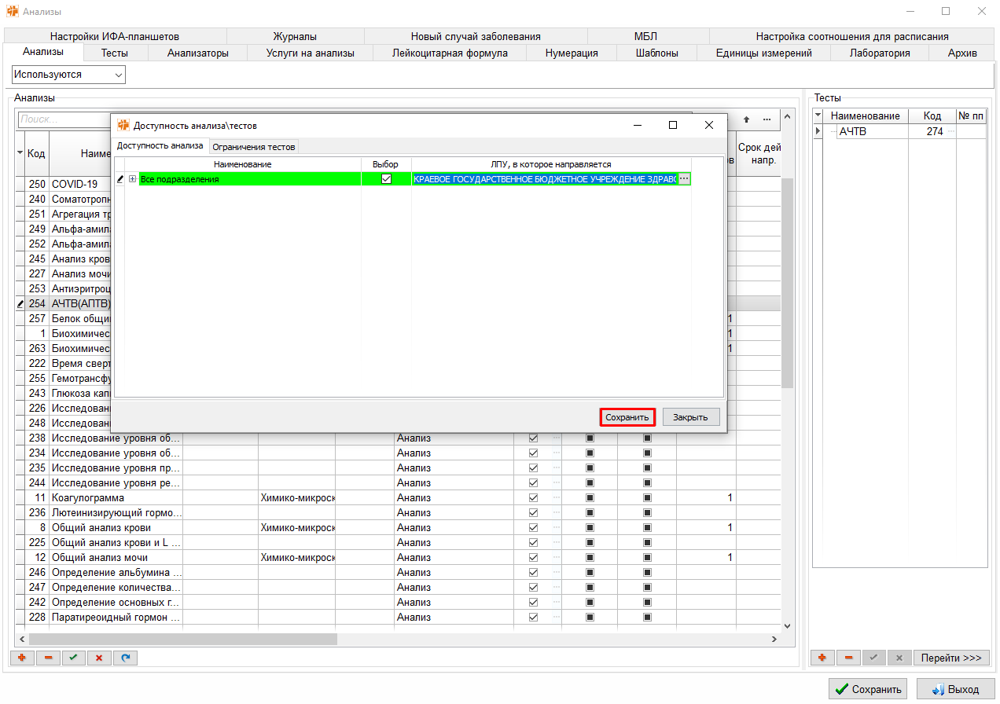 Анализы
Настройки ИФА-планшетов Журналы Новый случай заболевания МБЛ Настройка соотношения для расписания
Анализы Тесты Анализаторы Услуги на анализы Лейкоцитарная формула Нумерация Шаблоны Единицы измерений Лаборатория Архив
Используются
Анализы
Поиск...
Код Наиме
Срок дей
напр.
ов
250 COVID-19
240 Соматотропн
251 Агрегация тр
249 Альфа-амила
252 Альфа-амила
245 Анализ кров
227 Анализ мочи
253 Антиэритроц
254 АЧТВ(АПТВ)
257 Белок общий 1
1 Биохимичес 1
263 Биохимичес 1
222 Время сверт
255 Гемотрансфу
243 Глюкоза капи
226 Исследовани
248 Исследовани
238 Исследование уровня об... Анализ
234 Исследование уровня об... Анализ
235 Исследование уровня пр... Анализ
244 Исследование уровня ре... Анализ
11 Коагулограмма Химико-микроск Анализ 1
236 Лютеинизирующий гормо... Анализ
8 Общий анализ крови Химико-микроск Анализ 1
225 Общий анализ крови и L ... Анализ
12 Общий анализ мочи Химико-микроск Анализ 1
246 Определение альбумина ... Анализ
247 Определение количества... Анализ
242 Определение основных г... Анализ
228 Паратиреоидный гормон ... Анализ
Доступность анализа\тестов
Доступность анализа Ограничения тестов
Наименование Выбор ЛПУ, в которое направляется
Все подразделения КРАЕВОЕ ГОСУДАРСТВЕННОЕ БЮДЖЕТНОЕ УЧРЕЖДЕНИЕ ЗДРАВО ...
Сохранить Закрыть
Тесты
Наименование Код № пп
АЧТВ 274
Перейти >>>
Сохранить Выход